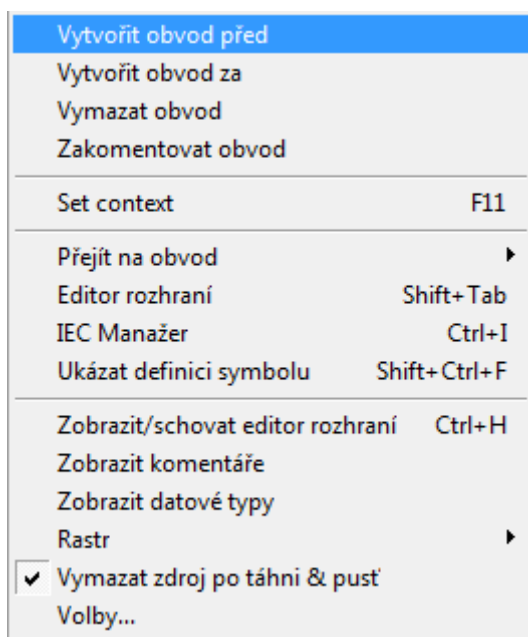 Vytvořit obvod před
Vytvořit obvod za
Vymazat obvod
Zakomentovat obvod
Set context F11
Přejít na obvod
Editor rozhraní Shift+Tab
IEC Manažer Ctrl+I
Ukázat definici symbolu Shift+Ctrl+F
Zobrazit/schovat editor rozhraní Ctrl+H
Zobrazit komentáře
Zobrazit datové typy
Rastr
Vymazat zdroj po táhni & pusť
Volby...